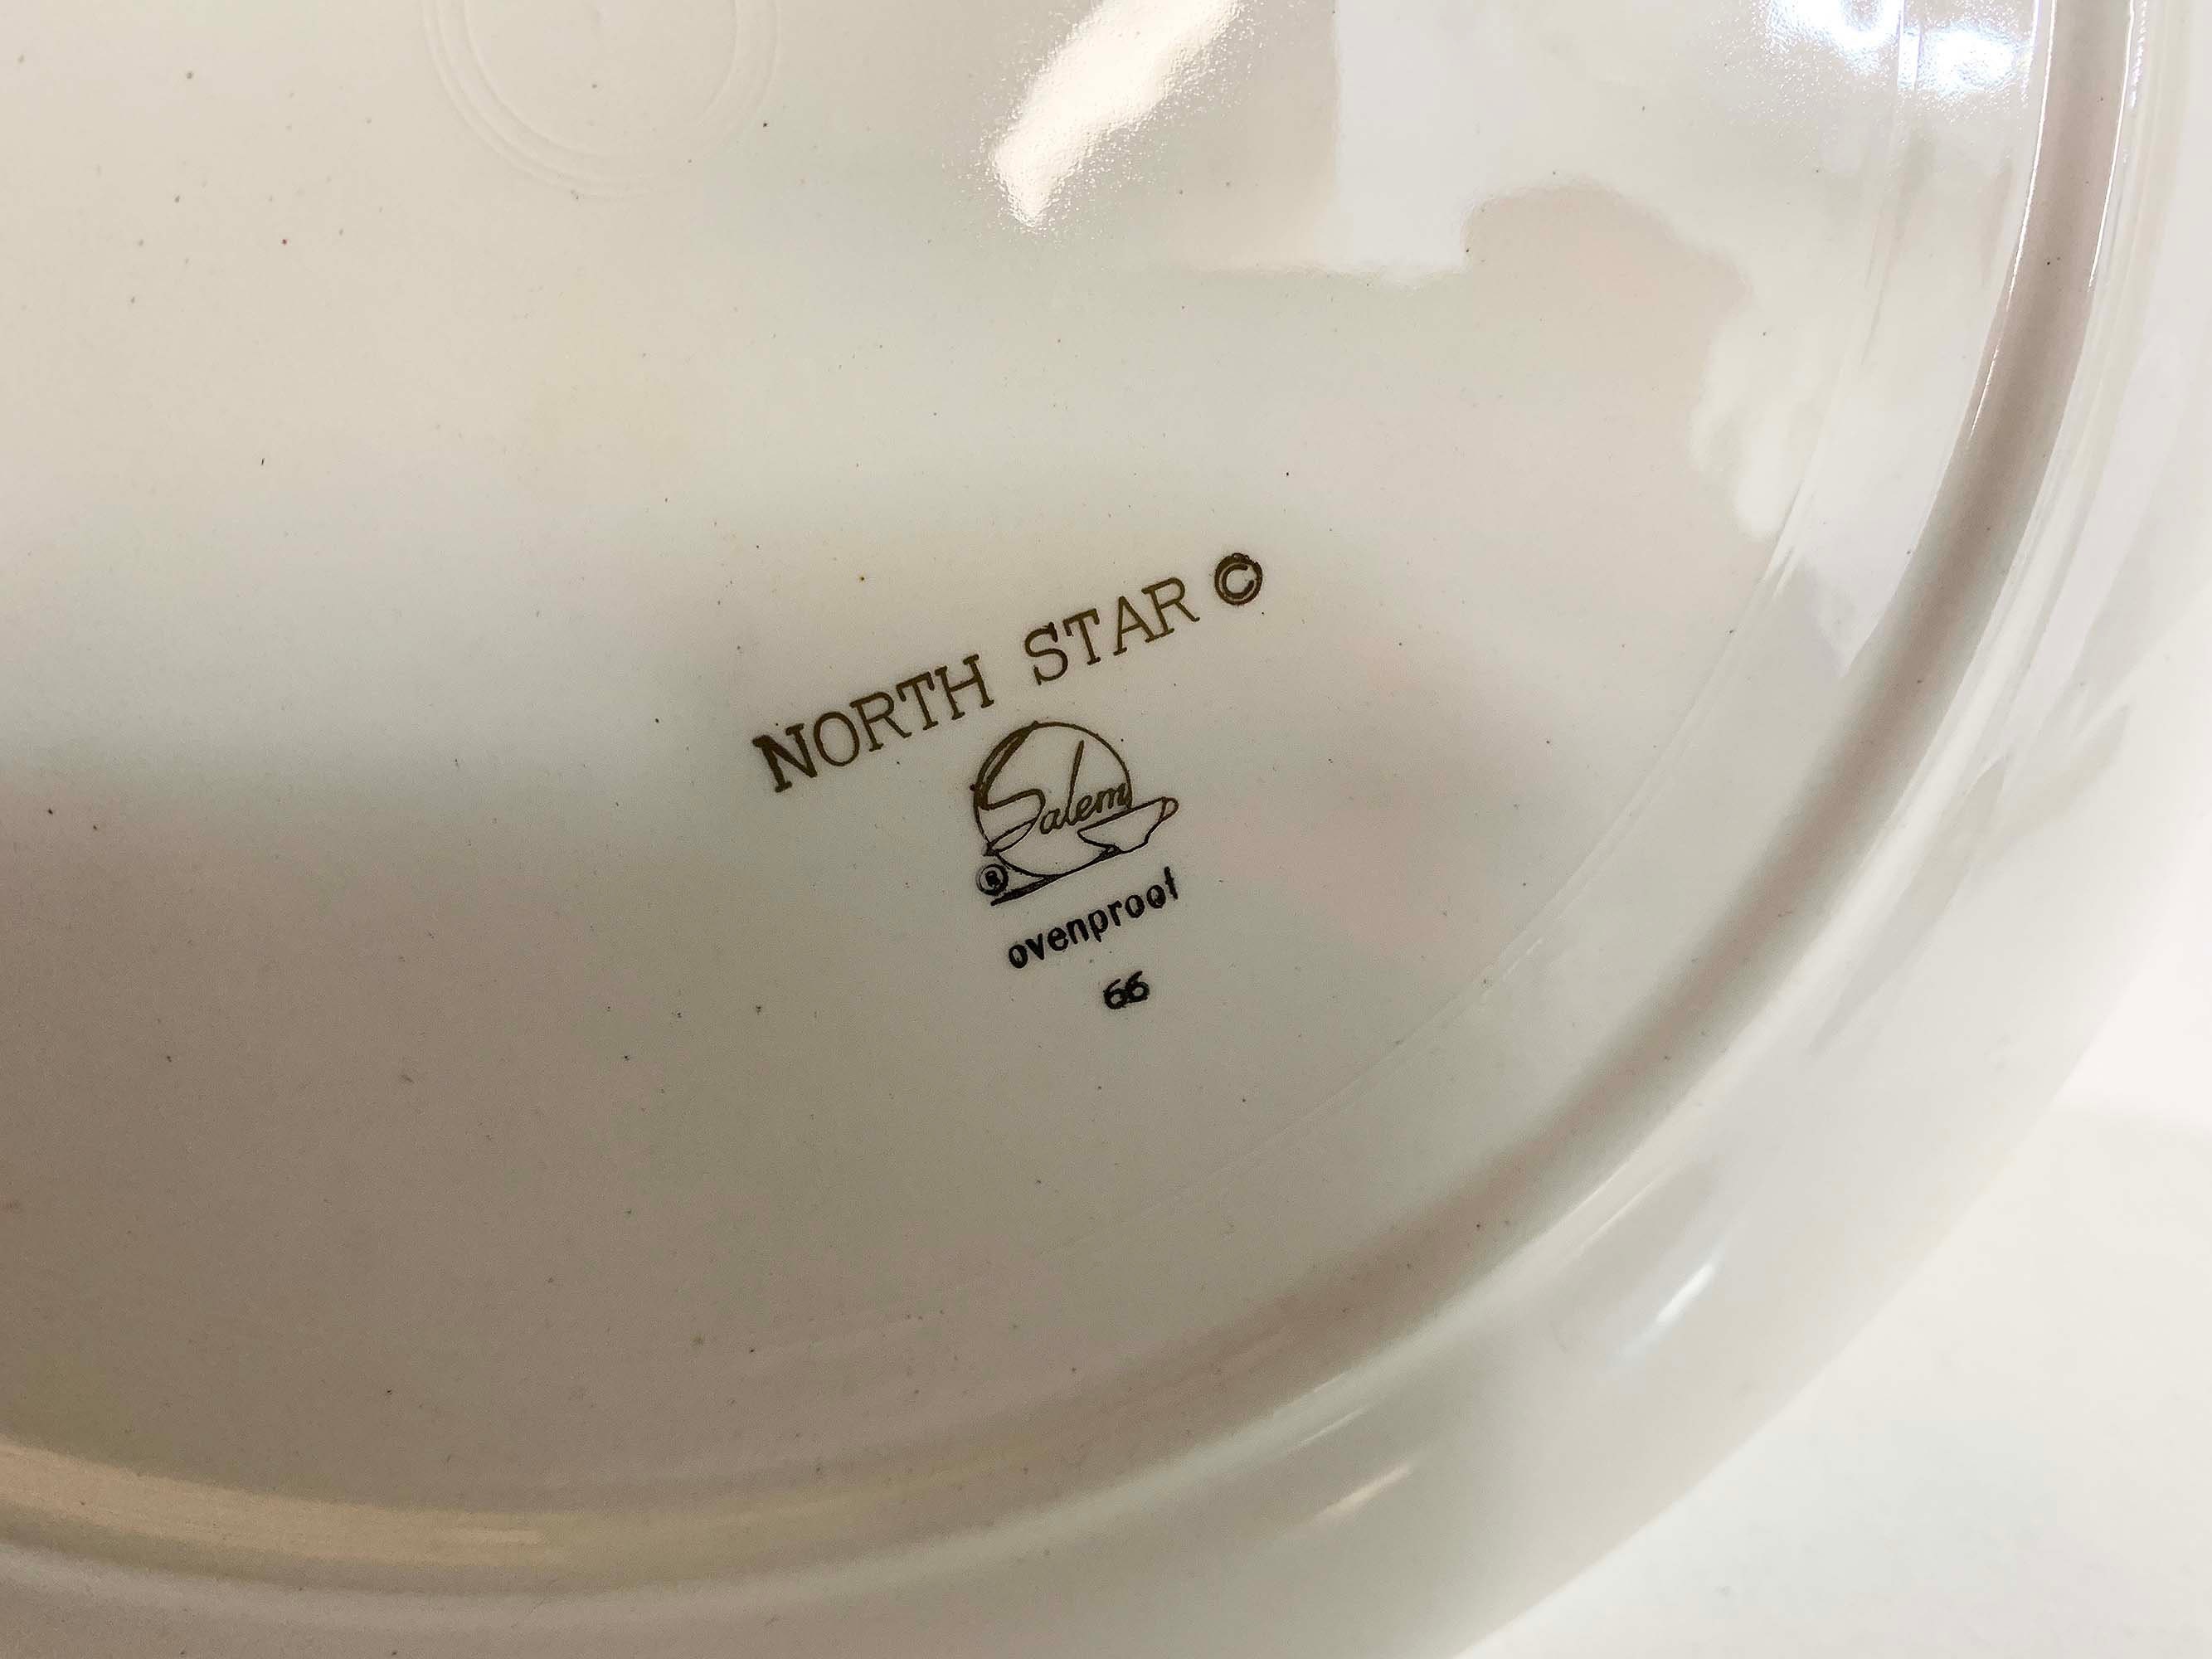 NORTH STAR ©
Salem
®
ovenproof
66